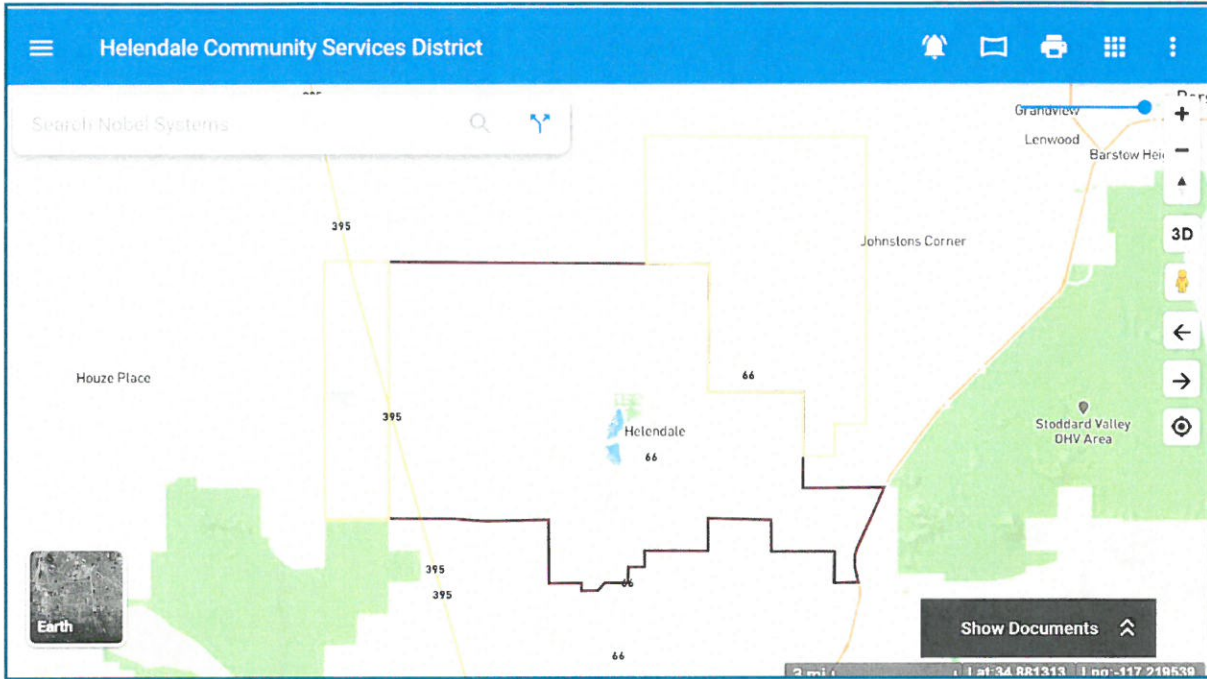 Helendale Community Services District
Search Nobel Systems
Grandview
Lenwood
Barstow Hei
395
Johnstons Corner
3D
Houze Place
66
395
Stoddard Valley
OHV Area
Helendale
66
395
395
66
Earth
Show Documents
66
3 mi
Lat:34.881313
Lng:-117.219539